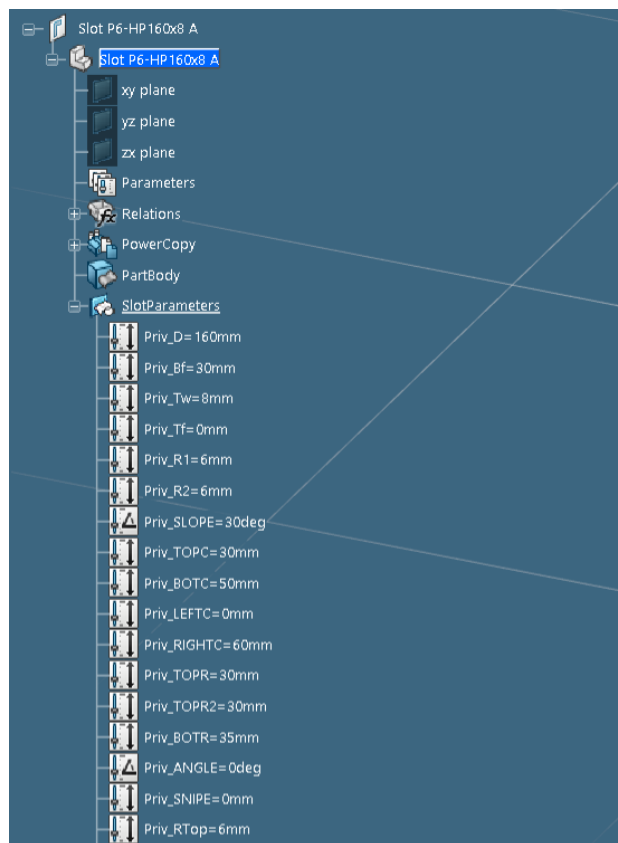 Slot P6-HP160x8 A
Slot P6-HP160x8 A
xy plane
yz plane
zx plane
Parameters
Relations
PowerCopy
PartBody
SlotParameters
Priv_D=160mm
Priv_Bf=30mm
Priv_Tw=8mm
Priv_Tf=0mm
Priv_R1=6mm
Priv_R2=6mm
Priv_SLOPE=30deg
Priv_TOPC=30mm
Priv_BOTC=50mm
Priv_LEFTC=0mm
Priv_RIGHTC=60mm
Priv_TOPR=30mm
Priv_TOPR2=30mm
Priv_BOTR=35mm
Priv_ANGLE=0deg
Priv_SNIPE=0mm
Priv_RTop=6mm